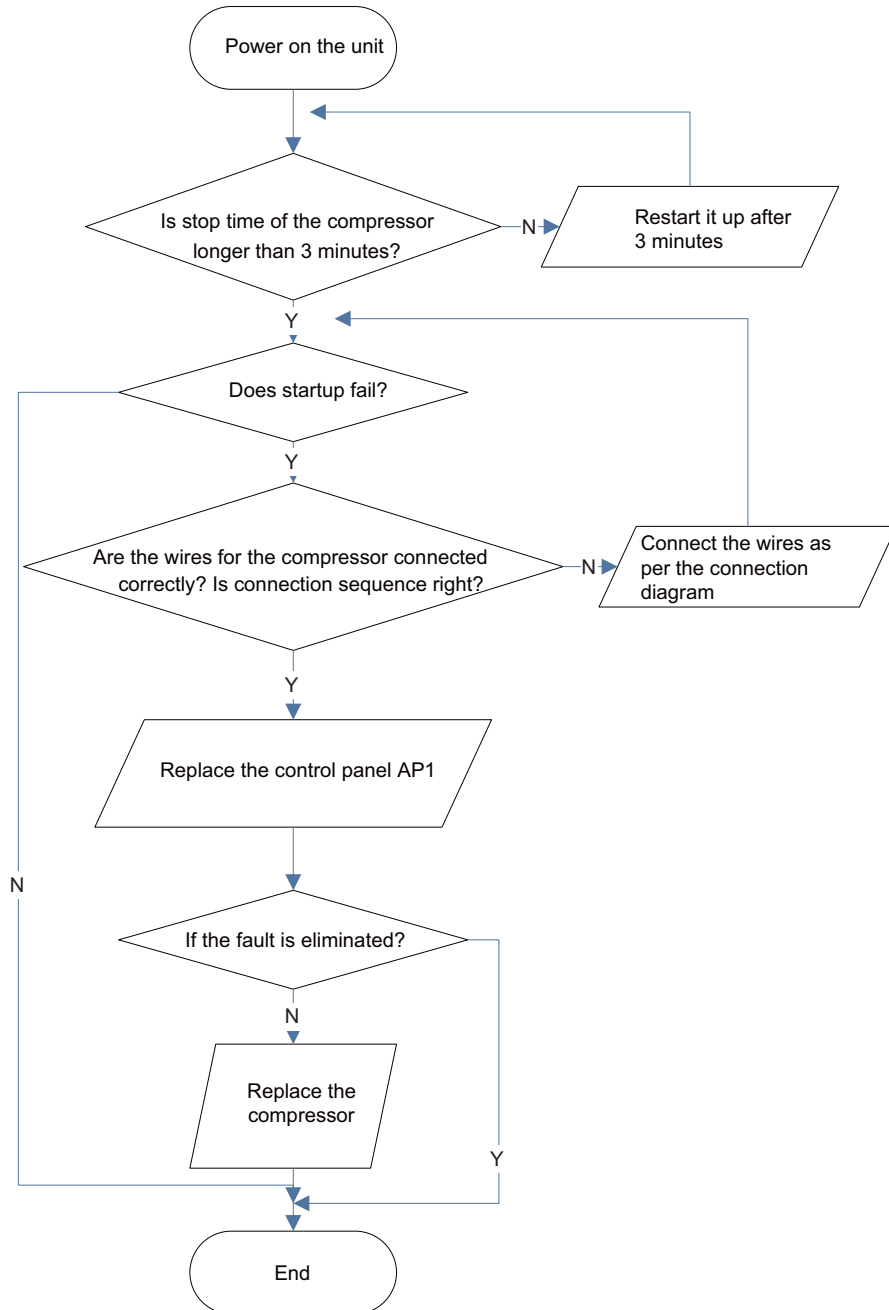 Power on the unit
Is stop time of the compressor
longer than 3 minutes?
N
Restart it up after
3 minutes
Y
Does startup fail?
Y
Are the wires for the compressor connected
correctly? Is connection sequence right?
N
Connect the wires as
per the connection
diagram
Y
Replace the control panel AP1
N
If the fault is eliminated?
N
Replace the
compressor
Y
End